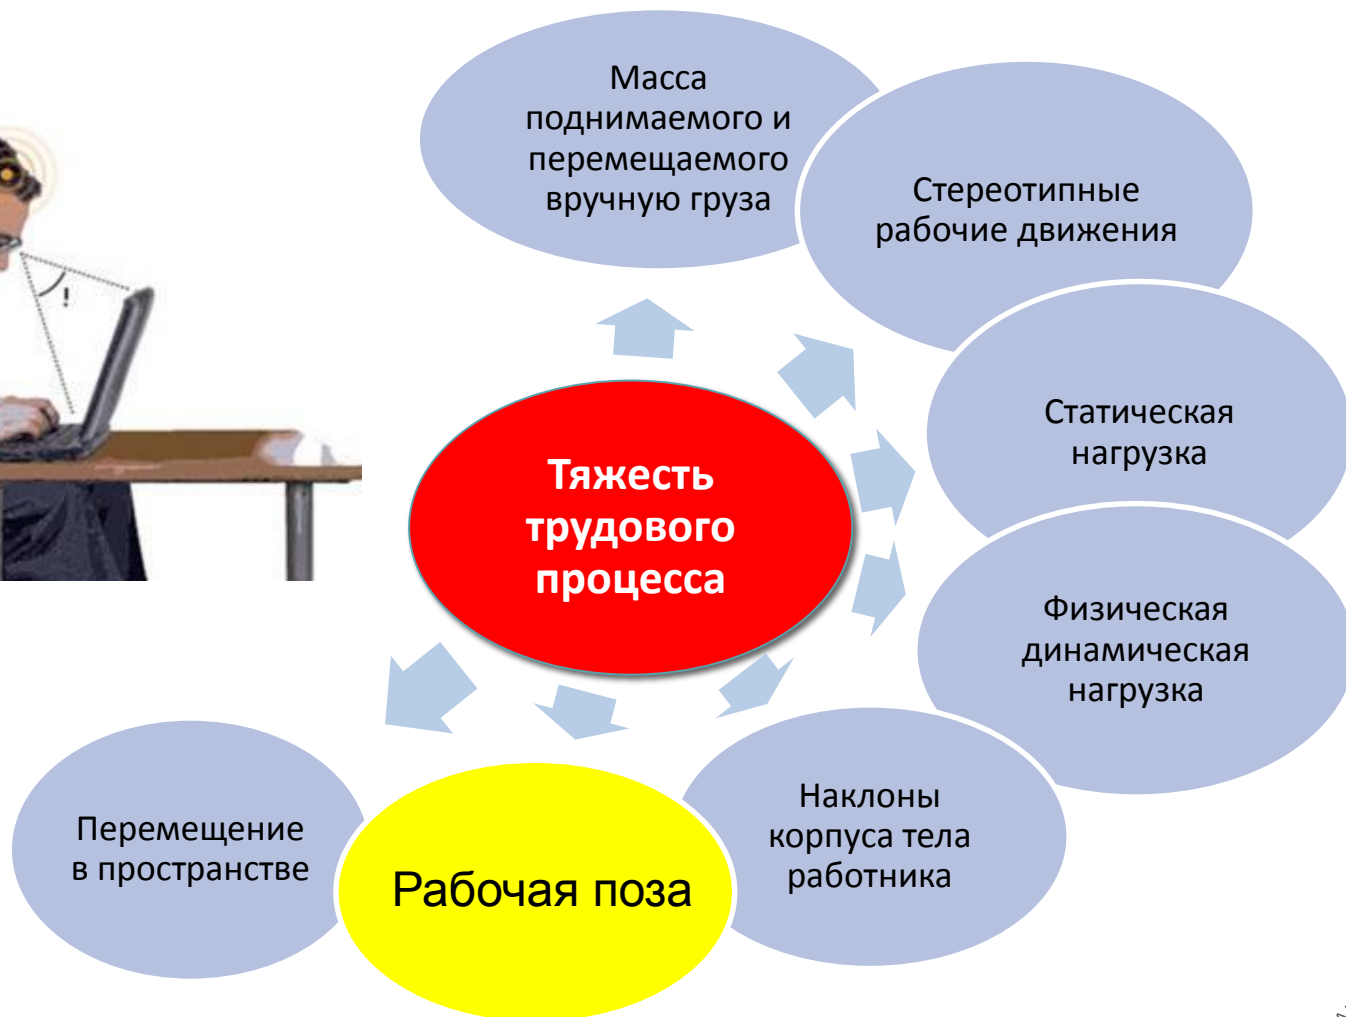 Масса
поднимаемого и
перемещаемого
вручную груза
Стереотипные
рабочие движения
!
Статическая
нагрузка
Тяжесть
трудового
процесса
Физическая
динамическая
нагрузка
Наклоны
корпуса тела
работника
Рабочая поза
Перемещение
в пространстве